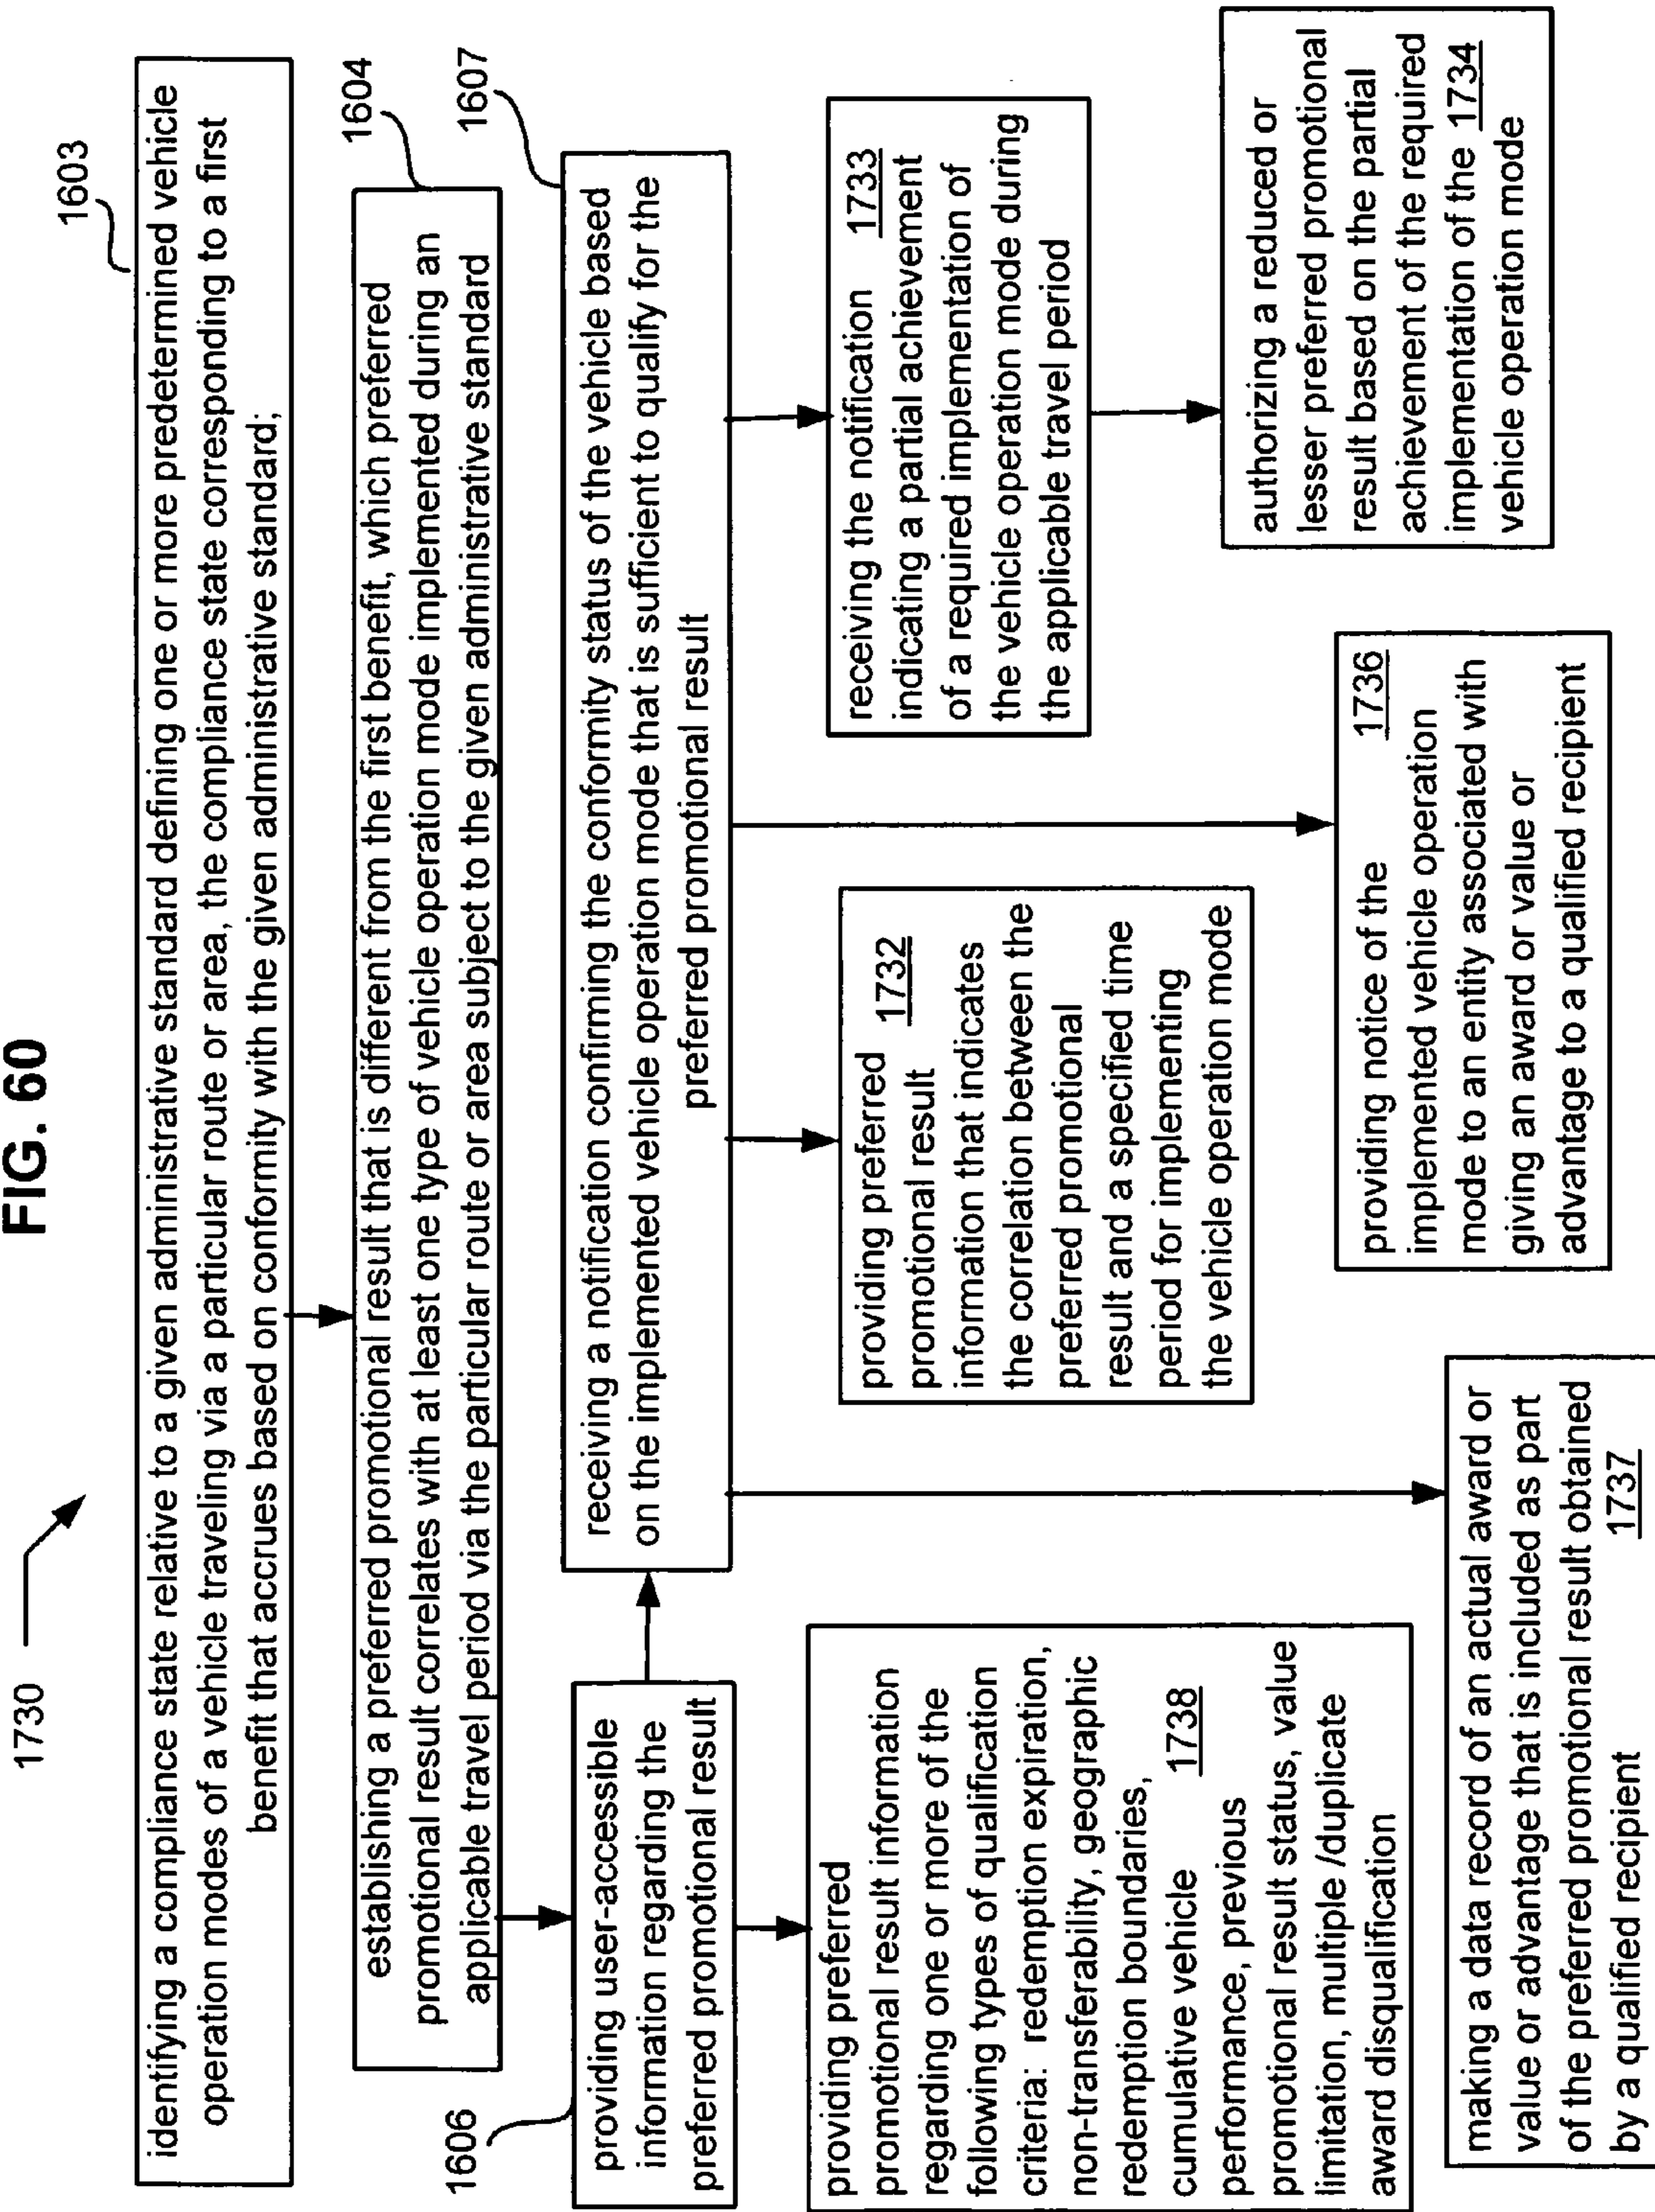 FIG. 60
1730
1603
identifying a compliance state relative to a given administrative standard defining one or more predetermined vehicle
operation modes of a vehicle traveling via a particular route or area, the compliance state corresponding to a first
benefit that accrues based on conformity with the given administrative standard;
1604
establishing a preferred promotional result that is different from the first benefit, which preferred
promotional result correlates with at least one type of vehicle operation mode implemented during an
applicable travel period via the particular route or area subject to the given administrative standard
1606
providing user-accessible
information regarding the
preferred promotional result
1607
receiving a notification confirming the conformity status of the vehicle based
on the implemented vehicle operation mode that is sufficient to qualify for the
preferred promotional result
providing preferred
promotional result information
regarding one or more of the
following types of qualification
criteria: redemption expiration,
non-transferability, geographic
redemption boundaries,
cumulative vehicle 1738
performance, previous
promotional result status, value
limitation, multiple /duplicate
award disqualification
providing preferred 1732
promotional result
information that indicates
the correlation between the
preferred promotional
result and a specified time
period for implementing
the vehicle operation mode
receiving the notification 1733
indicating a partial achievement
of a required implementation of
the vehicle operation mode during
the applicable travel period
authorizing a reduced or
lesser preferred promotional
result based on the partial
achievement of the required
implementation of the 1734
vehicle operation mode
providing notice of the 1736
implemented vehicle operation
mode to an entity associated with
giving an award or value or
advantage to a qualified recipient
making a data record of an actual award or
value or advantage that is included as part
of the preferred promotional result obtained
by a qualified recipient 1737